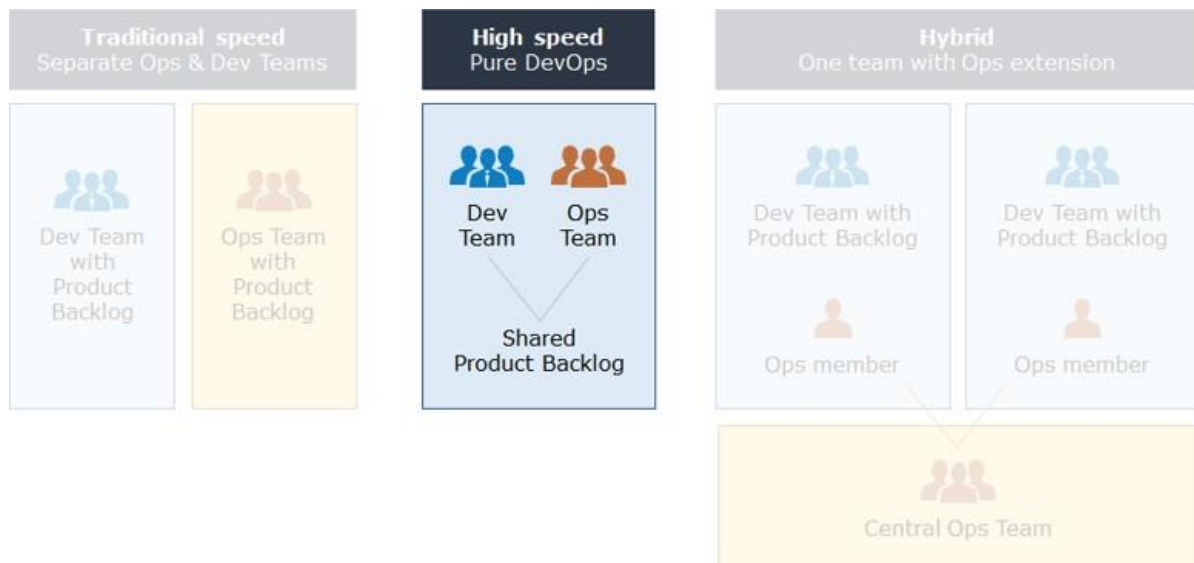 Traditional speed
Separate Ops & Dev Teams
Dev Team
with
Product
Backlog
Ops Team
with
Product
Backlog
High speed
Pure DevOps
Dev
Team
Ops
Team
Shared
Product Backlog
Hybrid
One team with Ops extension
Dev Team with
Product Backlog
Ops member
Dev Team with
Product Backlog
Ops member
Central Ops Team